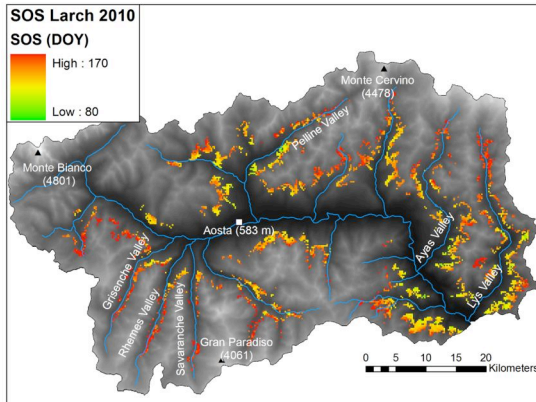 SOS Larch 2010
SOS (DOY)
High : 170
Low : 80
Monte Cervino
(4478)
Pelline Valley
Monte Bianco
(4801)
Aosta (583 m)
Ayas Valley
Lys Valley
Grisenche Valley
Rhemes Valley
Savaranche Valley
Gran Paradiso
(4061)
0 5 10 15 20
Kilometers